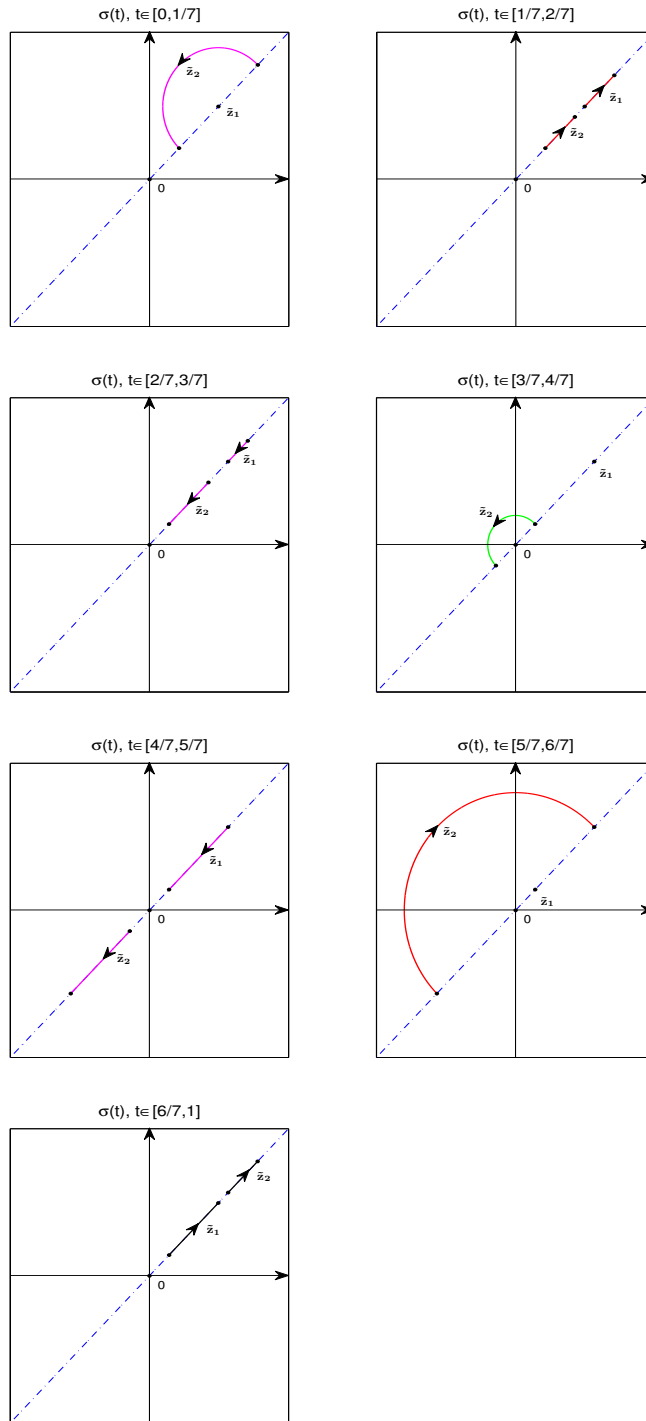 σ(t), t∈[0,1/7]
z̃₂
z̃₁
0
σ(t), t∈[1/7,2/7]
z̃₁
z̃₂
0
σ(t), t∈[2/7,3/7]
z̃₁
z̃₂
0
σ(t), t∈[3/7,4/7]
z̃₂
z̃₁
0
σ(t), t∈[4/7,5/7]
z̃₁
0
z̃₂
σ(t), t∈[5/7,6/7]
z̃₂
z̃₁
0
σ(t), t∈[6/7,1]
z̃₂
z̃₁
0